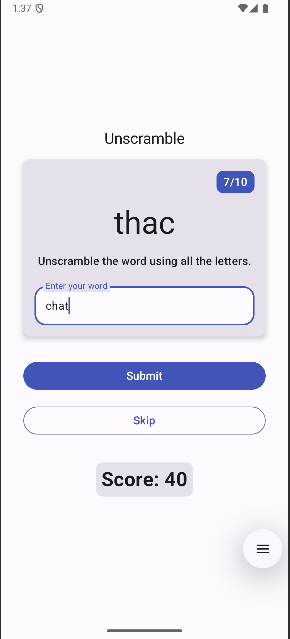 1:37
Unscramble
7/10
thac
Unscramble the word using all the letters.
Enter your word
chat
Submit
Skip
Score: 40